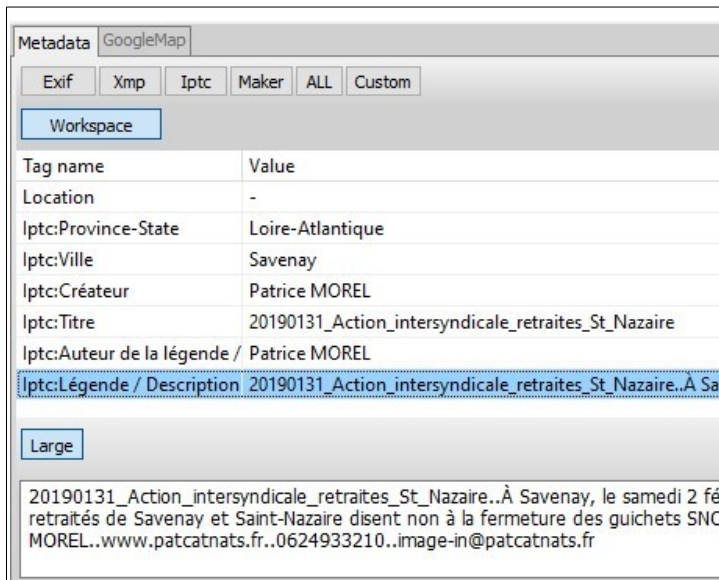 Metadata GoogleMap
Exif Xmp Iptc Maker ALL Custom
Workspace
Tag name Value
Location -
Iptc:Province-State Loire-Atlantique
Iptc:Ville Savenay
Iptc:Créateur Patrice MOREL
Iptc:Titre 20190131_Action_intersyndicale_retraites_St_Nazaire
Iptc:Auteur de la légende / Patrice MOREL
Iptc:Légende / Description 20190131_Action_intersyndicale_retraites_St_Nazaire..À Sa
Large
20190131_Action_intersyndicale_retraites_St_Nazaire..À Savenay, le samedi 2 fé
retraités de Savenay et Saint-Nazaire disent non à la fermeture des guichets SNC
MOREL..www.patcatnats.fr..0624933210..image-in@patcatnats.fr